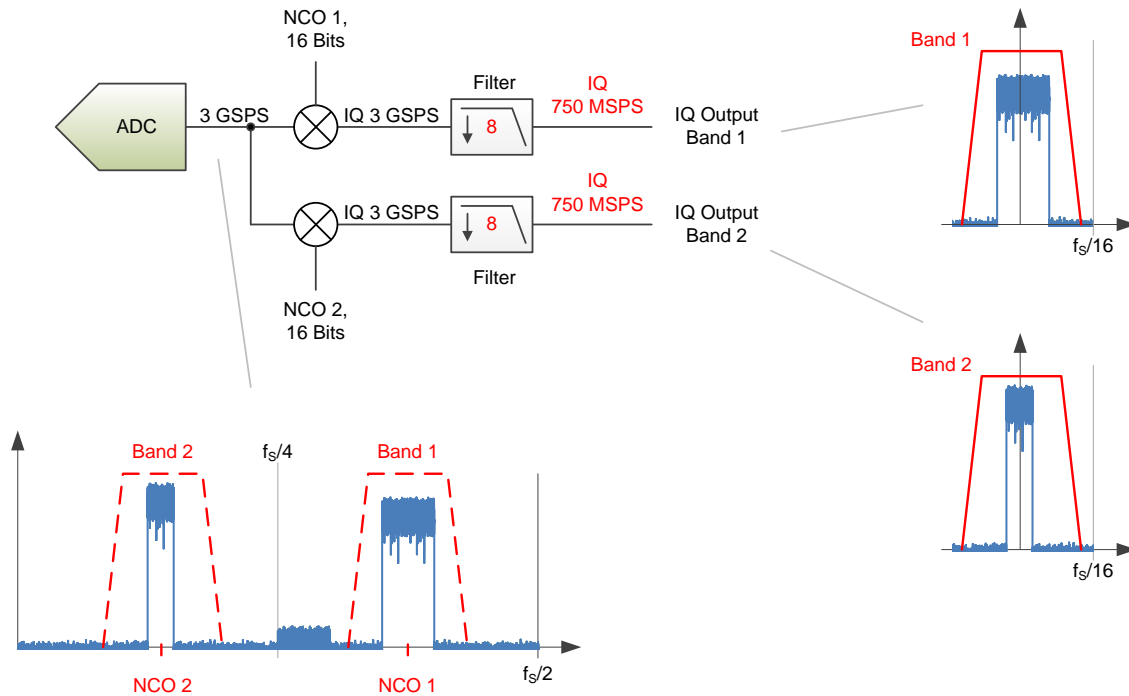 NCO 1,
16 Bits
ADC
3 GSPS
IQ 3 GSPS
Filter
8
IQ
750 MSPS
IQ Output
Band 1
IQ 3 GSPS
8
Filter
IQ
750 MSPS
IQ Output
Band 2
NCO 2,
16 Bits
Band 1
fS/16
Band 2
fS/16
Band 2
fS/4
Band 1
NCO 2
NCO 1
fS/2